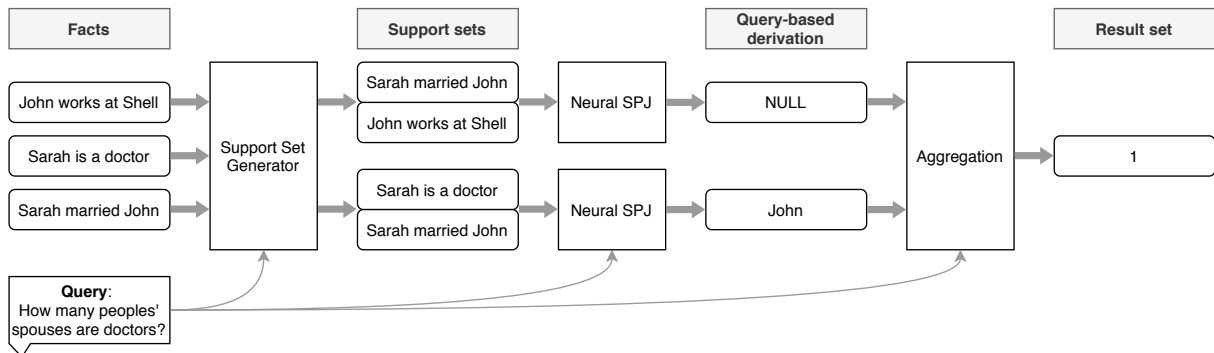 Facts
Support sets
Query-based
derivation
Result set
John works at Shell
Sarah is a doctor
Sarah married John
Support Set
Generator
Sarah married John
John works at Shell
Sarah is a doctor
Sarah married John
Neural SPJ
Neural SPJ
NULL
John
Aggregation
1
Query:
How many peoples'
spouses are doctors?